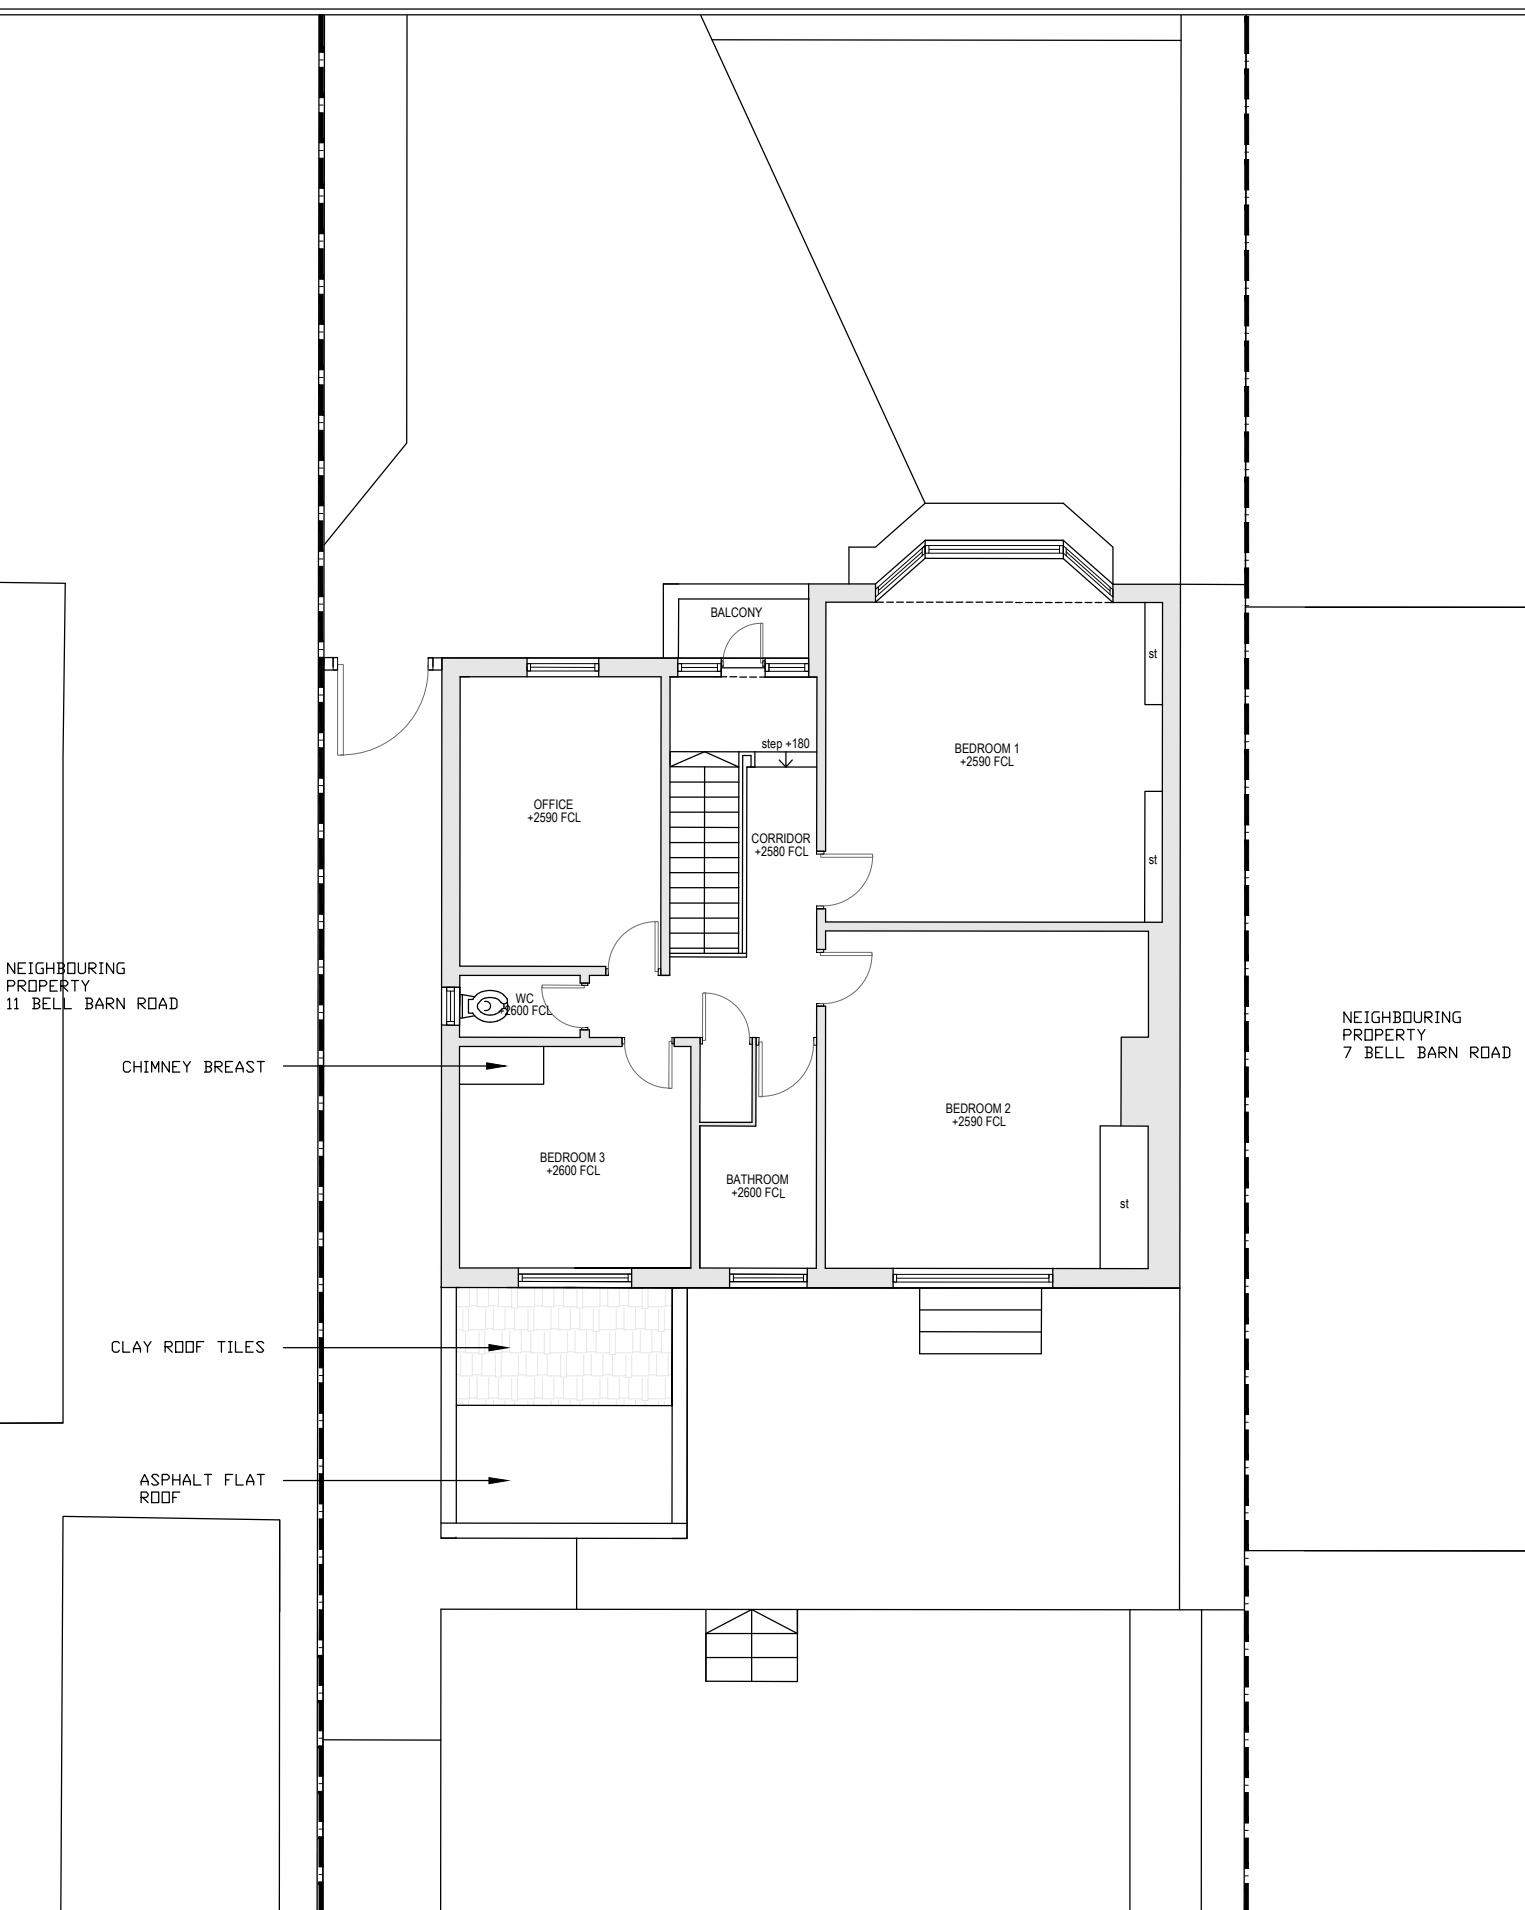 BALCONY
st
step +180
BEDROOM 1
+2590 FCL
OFFICE
+2590 FCL
CORRIDOR
+2580 FCL
st
NEIGHBOURING
PROPERTY
11 BELL BARN ROAD
WC
+2600 FCL
NEIGHBOURING
PROPERTY
7 BELL BARN ROAD
CHIMNEY BREAST
BEDROOM 2
+2590 FCL
BEDROOM 3
+2600 FCL
BATHROOM
+2600 FCL
st
CLAY ROOF TILES
ASPHALT FLAT
ROOF